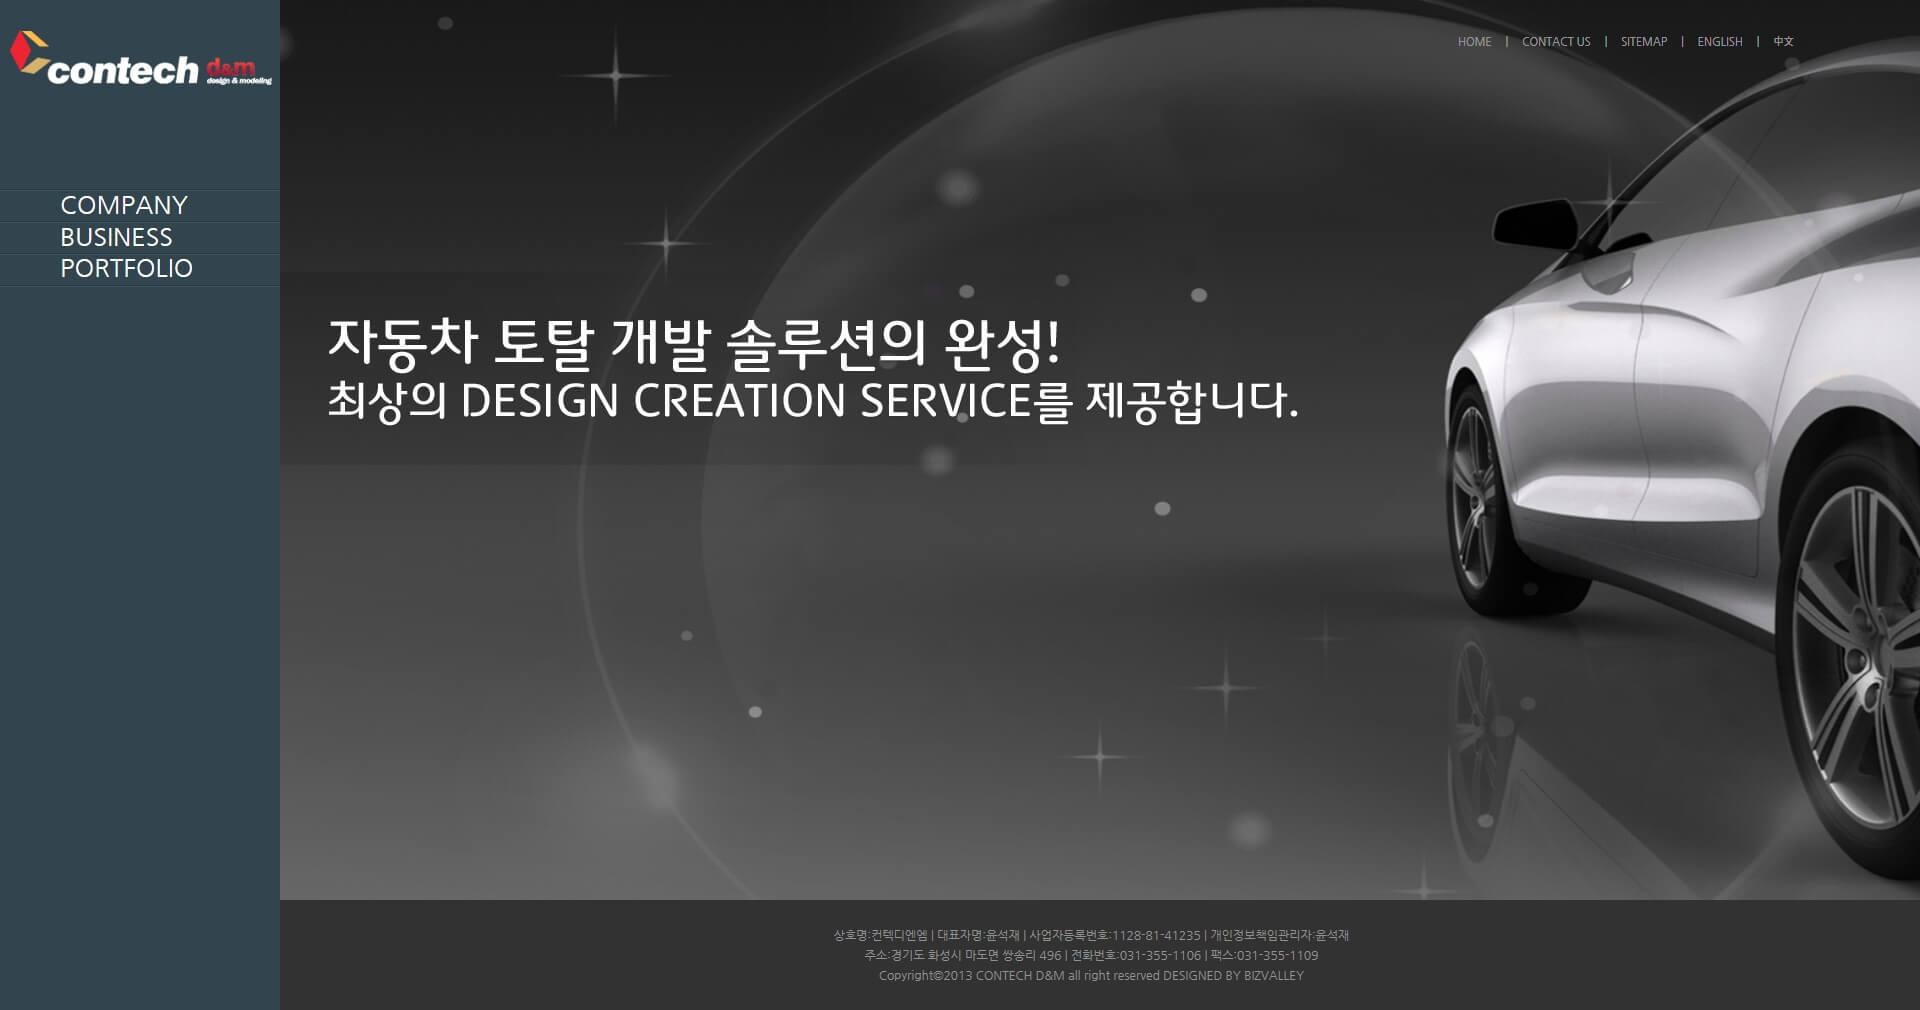 contech d&m
design & modeling
HOME | CONTACT US | SITEMAP | ENGLISH | 中文
COMPANY
BUSINESS
PORTFOLIO
자동차 토탈 개발 솔루션의 완성!
최상의 DESIGN CREATION SERVICE를 제공합니다.
상호명:컨텍디엔엠 | 대표자명:윤석재 | 사업자등록번호:1128-81-41235 | 개인정보책임관리자:윤석재
주소:경기도 화성시 마도면 쌍송리 496 | 전화번호:031-355-1106 | 팩스:031-355-1109
Copyright©2013 CONTECH D&M all right reserved DESIGNED BY BIZVALLEY